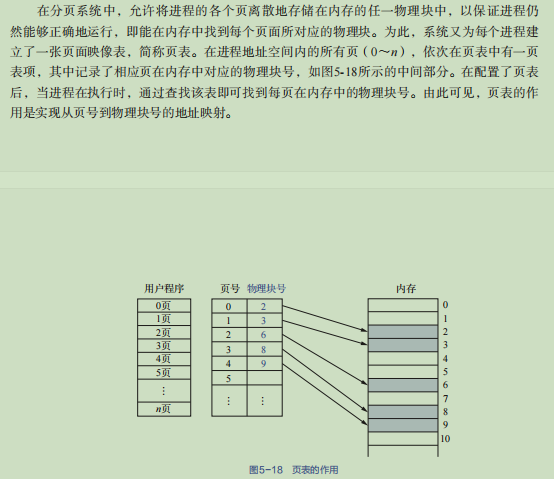 在分页系统中，允许将进程的各个页离散地存储在内存的任一物理块中，以保证进程仍
然能够正确地运行，即能在内存中找到每个页面所对应的物理块。为此，系统又为每个进程
建立了一张页面映像表，简称页表。在进程地址空间内的所有页（0～n），依次在页表中有一页
表项，其中记录了相应页在内存中对应的物理块号，如图5-18所示的中间部分。在配置了页表
后，当进程在执行时，通过查找该表即可找到每页在内存中的物理块号。由此可见，页表的作
用是实现从页号到物理块号的地址映射。
用户程序
0页
1页
2页
3页
4页
5页
⋮
n页
页号 物理块号
0 2
1 3
2 6
3 8
4 9
5
⋮ ⋮
内存
0
1
2
3
4
5
6
7
8
9
10
图5-18 页表的作用